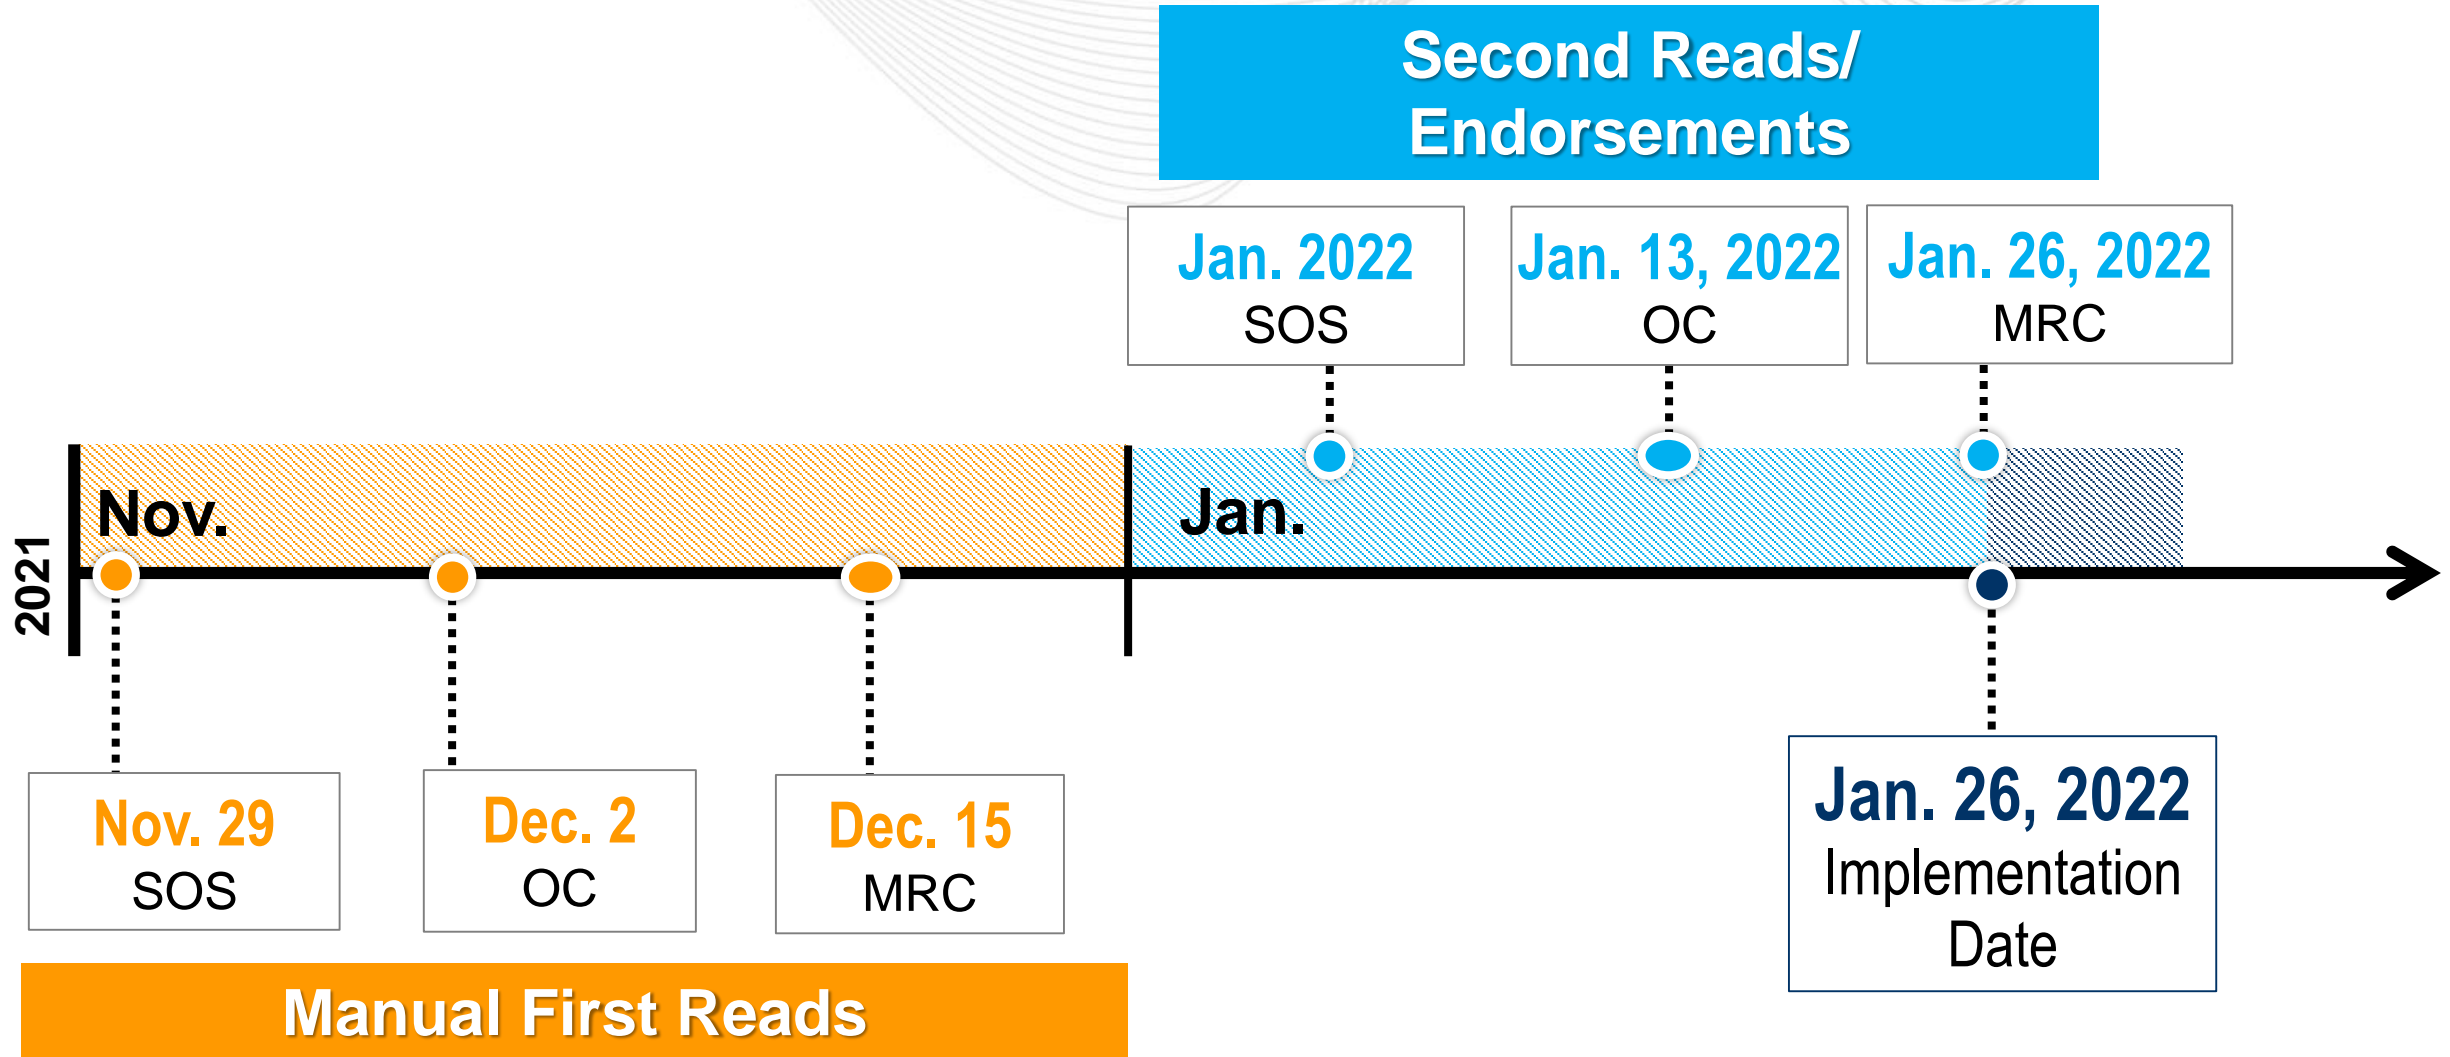 Second Reads/
Endorsements
Jan. 2022
SOS
Jan. 13, 2022
OC
Jan. 26, 2022
MRC
Nov.
Jan.
2021
Nov. 29
SOS
Dec. 2
OC
Dec. 15
MRC
Jan. 26, 2022
Implementation
Date
Manual First Reads